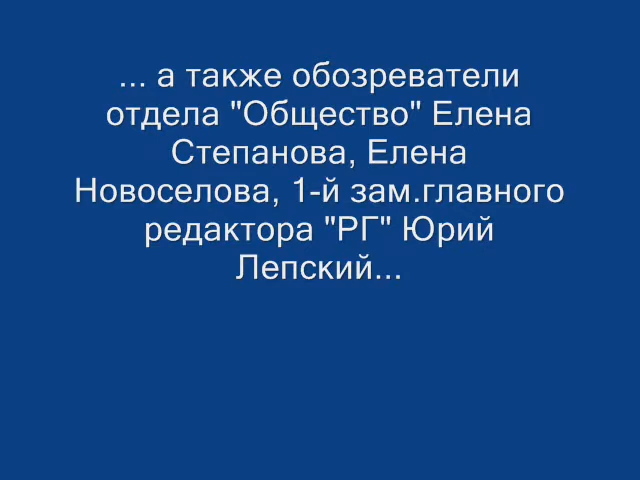 ... а также обозреватели
отдела "Общество" Елена
Степанова, Елена
Новоселова, 1-й зам.главного
редактора "РГ" Юрий
Лепский...